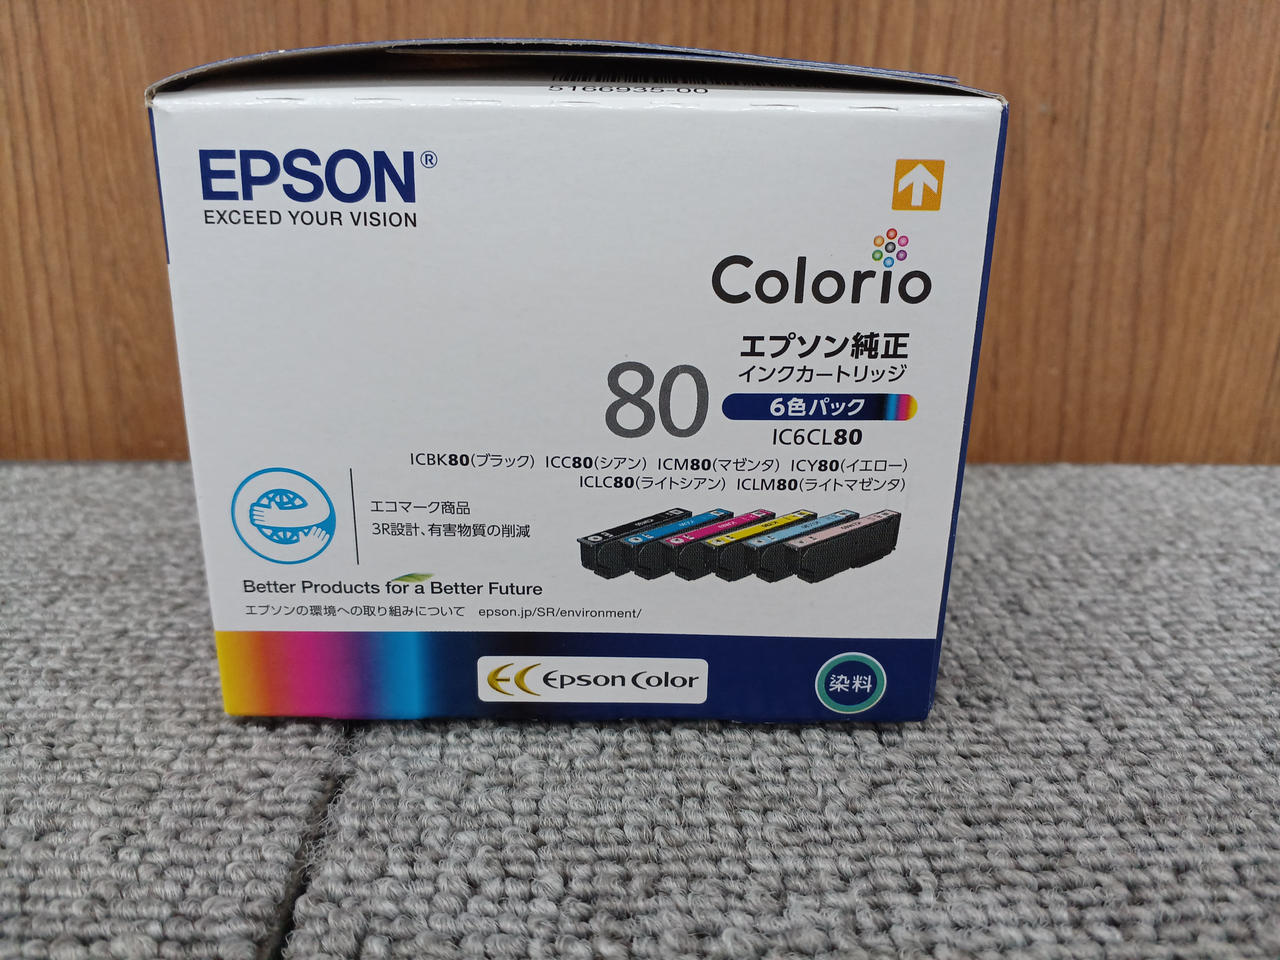 5166935-00
EPSON®
EXCEED YOUR VISION
Colorio
エプソン純正
インクカートリッジ
80
6色パック
IC6CL80
ICBK80(ブラック) ICC80(シアン) ICM80(マゼンタ) ICY80(イエロー)
ICLC80(ライトシアン) ICLM80(ライトマゼンタ)
エコマーク商品
3R設計、有害物質の削減
Better Products for a Better Future
エプソンの環境への取り組みについて epson.jp/SR/environment/
Epson Color
染料